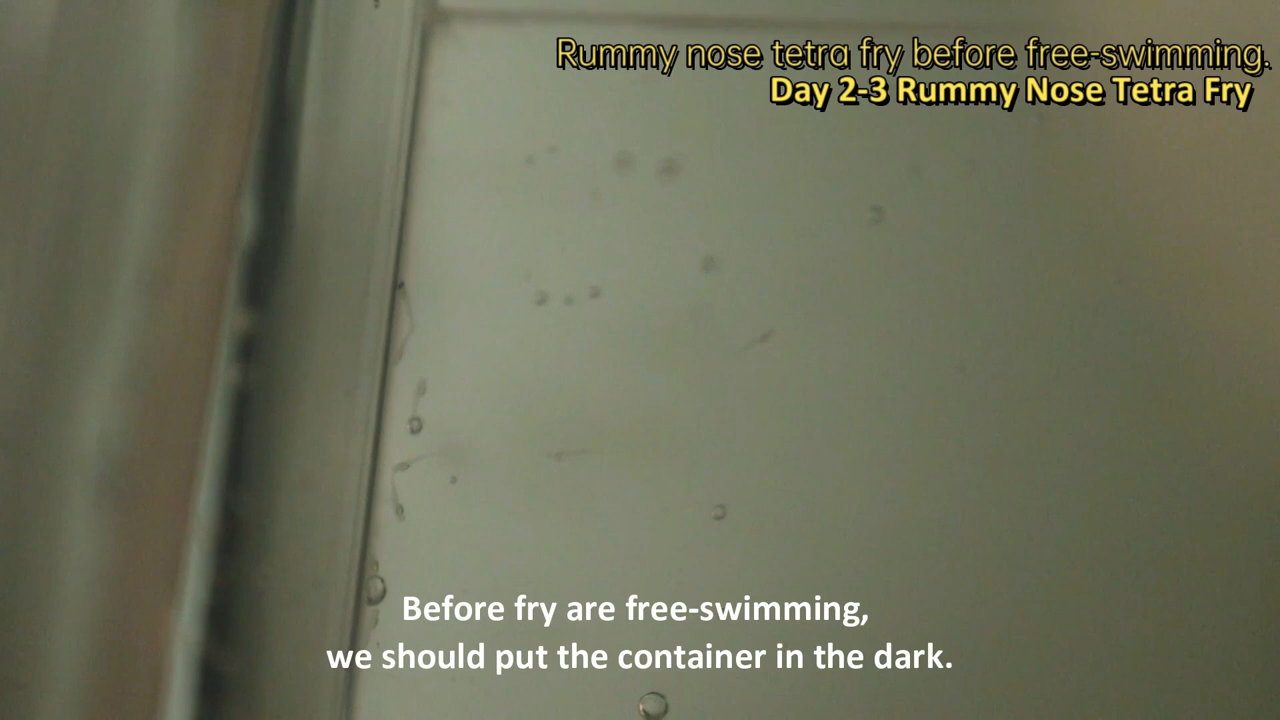 Rummy nose tetra fry before free-swimming.
Day 2-3 Rummy Nose Tetra Fry
Before fry are free-swimming,
we should put the container in the dark.